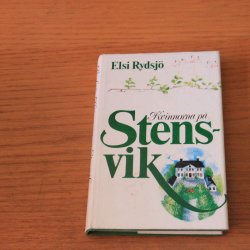 Elsi Rydsjö
Kvinnorna på
Stens-
vik